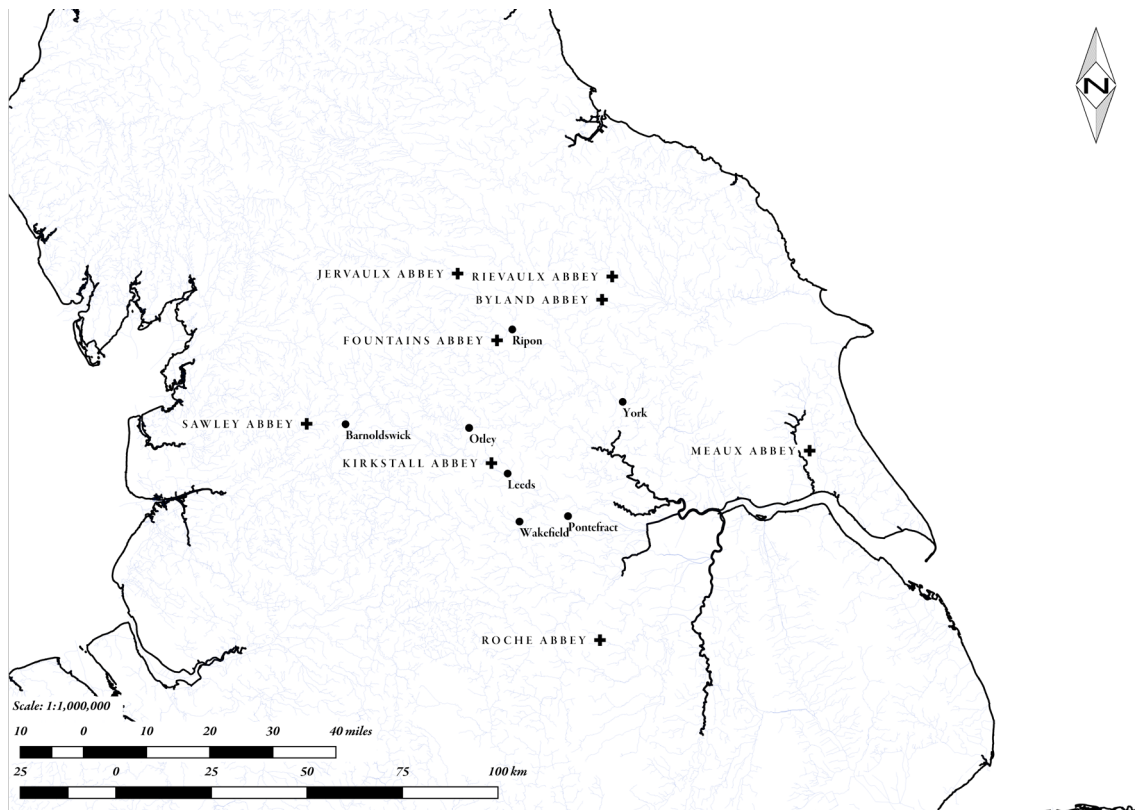 N
JERVAULX ABBEY
RIEVAULX ABBEY
BYLAND ABBEY
FOUNTAINS ABBEY
Ripon
York
SAWLEY ABBEY
Barnoldswick
Otley
MEAUX ABBEY
KIRKSTALL ABBEY
Leeds
Wakefield
Pontefract
ROCHE ABBEY
Scale: 1:1,000,000
10 0 10 20 30 40 miles
25 0 25 50 75 100 km